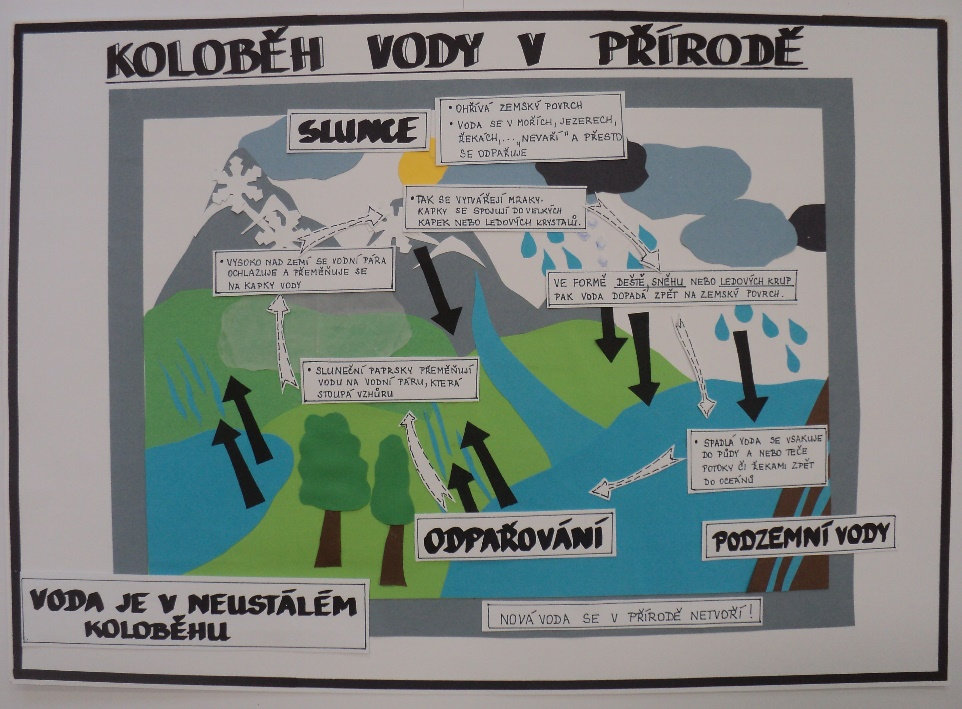 KOLOBĚH VODY V PŘÍRODĚ
SLUNCE
• OHŘÍVÁ ZEMSKÝ POVRCH
• VODA SE V MOŘÍCH, JEZERECH,
ŘEKÁCH,... „NEVAŘÍ" A PŘESTO
SE ODPAŘUJE
• TAK SE VYTVÁŘEJÍ MRAKY-
KAPKY SE SPOJUJÍ DO VELKÝCH
KAPEK NEBO LEDOVÝCH KRYSTALŮ.
• VYSOKO NAD ZEMÍ SE VODNÍ PÁRA
OCHLAZUJE A PŘEMĚŇUJE SE
NA KAPKY VODY
VE FORMĚ DEŠTĚ, SNĚHU NEBO LEDOVÝCH KRUP
PAK VODA DOPADÁ ZPĚT NA ZEMSKÝ POVRCH.
• SLUNEČNÍ PAPRSKY PŘEMĚŇUJÍ
VODU NA VODNÍ PÁRU, KTERÁ
STOUPÁ VZHŮRU
• SPADLÁ VODA SE VSAKUJE
DO PŮDY A NEBO TEČE
POTOKY ČI ŘEKAMI ZPĚT
DO OCEÁNŮ
ODPAŘOVÁNÍ
PODZEMNÍ VODY
VODA JE V NEUSTÁLÉM
KOLOBĚHU
NOVÁ VODA SE V PŘÍRODĚ NETVOŘÍ!